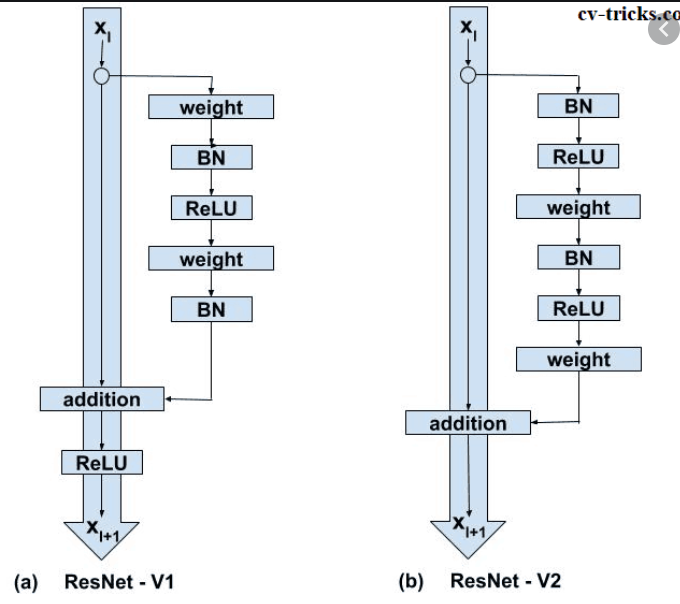 cv-tricks.co
x_l
weight
BN
ReLU
weight
BN
addition
ReLU
x_l+1
(a) ResNet - V1
x_l
BN
ReLU
weight
BN
ReLU
weight
addition
x_l+1
(b) ResNet - V2